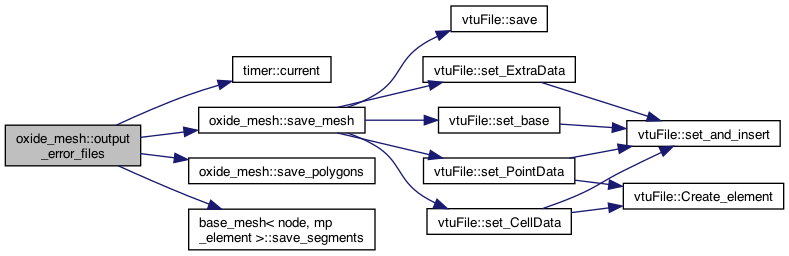 oxide_mesh::output
_error_files
timer::current
oxide_mesh::save_mesh
oxide_mesh::save_polygons
base_mesh< node, mp
_element >::save_segments
vtuFile::save
vtuFile::set_ExtraData
vtuFile::set_base
vtuFile::set_PointData
vtuFile::set_CellData
vtuFile::set_and_insert
vtuFile::Create_element